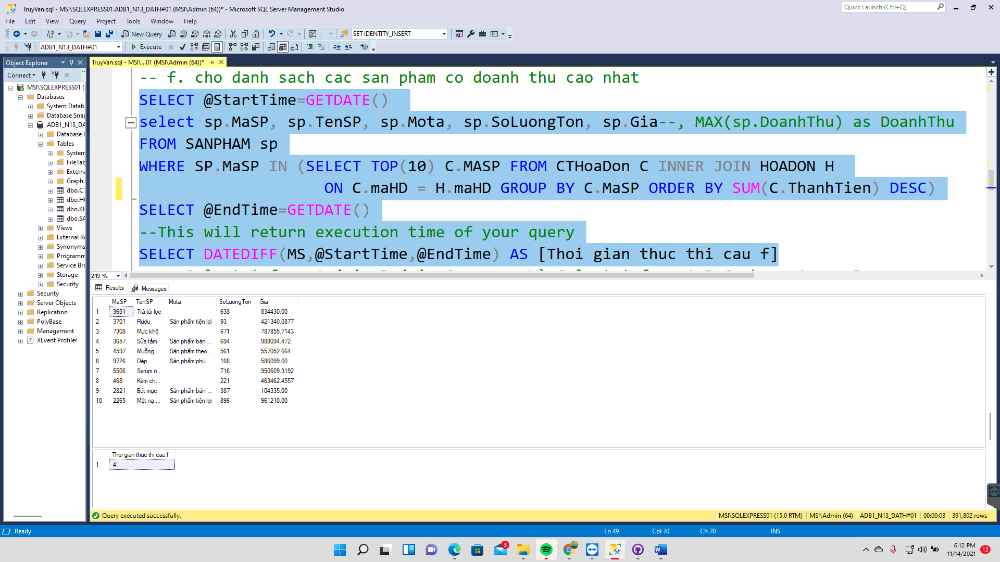 TruyVan.sql - MSI\SQLEXPRESS01.ADB1_N13_DATH#01 (MSI\Admin (64))* - Microsoft SQL Server Management Studio
Quick Launch (Ctrl+Q)
File Edit View Query Project Tools Window Help
New Query MDX DMX XMLA DAX SET IDENTITY_INSERT
ADB1_N13_DATH#01 Execute
Object Explorer
Connect
MSI\SQLEXPRESS01 (
Databases
System Datab
Database Snap
ADB1_N13_DA
Database D
Tables
System
FileTab
Externa
Graph
dbo.CT
dbo.HO
dbo.KH
dbo.SA
Views
External Re
Synonyms
Programm
Service Bro
Storage
Security
Security
Server Objects
Replication
PolyBase
Management
XEvent Profiler
TruyVan.sql - MSI\...01 (MSI\Admin (64))*
-- f. cho danh sach cac san pham co doanh thu cao nhat
SELECT @StartTime=GETDATE()
select sp.MaSP, sp.TenSP, sp.Mota, sp.SoLuongTon, sp.Gia--, MAX(sp.DoanhThu) as DoanhThu
FROM SANPHAM sp
WHERE SP.MaSP IN (SELECT TOP(10) C.MASP FROM CTHoaDon C INNER JOIN HOADON H
ON C.maHD = H.maHD GROUP BY C.MaSP ORDER BY SUM(C.ThanhTien) DESC)
SELECT @EndTime=GETDATE()
--This will return execution time of your query
SELECT DATEDIFF(MS,@StartTime,@EndTime) AS [Thoi gian thuc thi cau f]
249 %
Results Messages
MaSP TenSP Mota SoLuongTon Gia
1 3651 Trà túi lọc 638 834430.00
2 3701 Rượu Sản phẩm tiện lợi 93 421340.0877
3 7308 Mực khô 671 787855.7143
4 3657 Sữa tắm Sản phẩm bán ... 694 988094.472
5 4597 Muỗng Sản phẩm theo... 561 557052.664
6 9726 Dép Sản phẩm phù ... 166 586099.00
7 5506 Serum n... 716 950609.3192
8 468 Kem ch... 221 463462.4557
9 2821 Bút mực Sản phẩm bán ... 387 104335.00
10 2265 Mặt nạ ... Sản phẩm tiện lợi 896 961210.00
Thoi gian thuc thi cau f
1 4
Query executed successfully. MSI\SQLEXPRESS01 (15.0 RTM) MSI\Admin (64) ADB1_N13_DATH#01 00:00:03 391,802 rows
Ready Ln 49 Col 70 Ch 70 INS
3
6:12 PM
11/14/2021
13